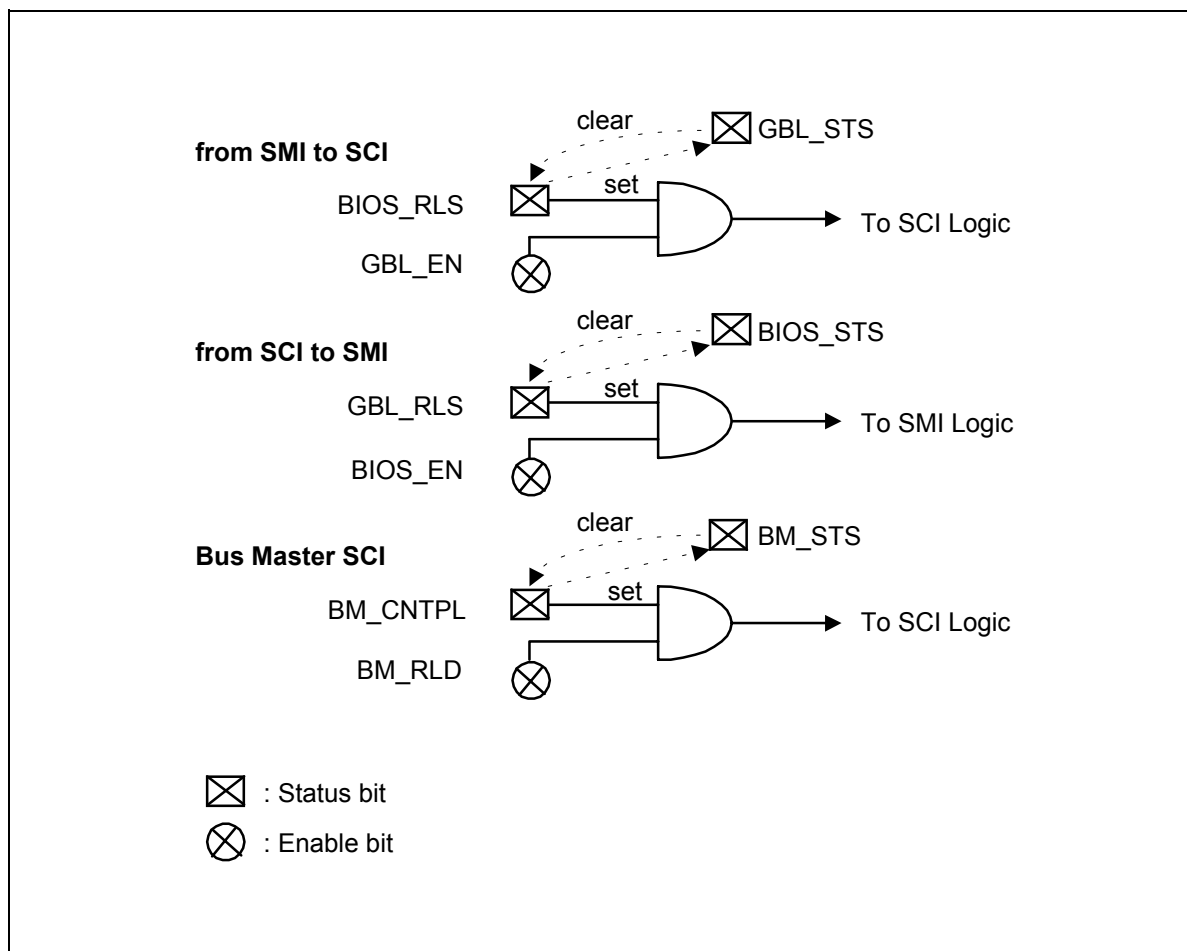 clear
GBL_STS
from SMI to SCI
set
BIOS_RLS
To SCI Logic
GBL_EN
clear
BIOS_STS
from SCI to SMI
set
GBL_RLS
To SMI Logic
BIOS_EN
clear
BM_STS
Bus Master SCI
set
BM_CNTPL
To SCI Logic
BM_RLD
: Status bit
: Enable bit